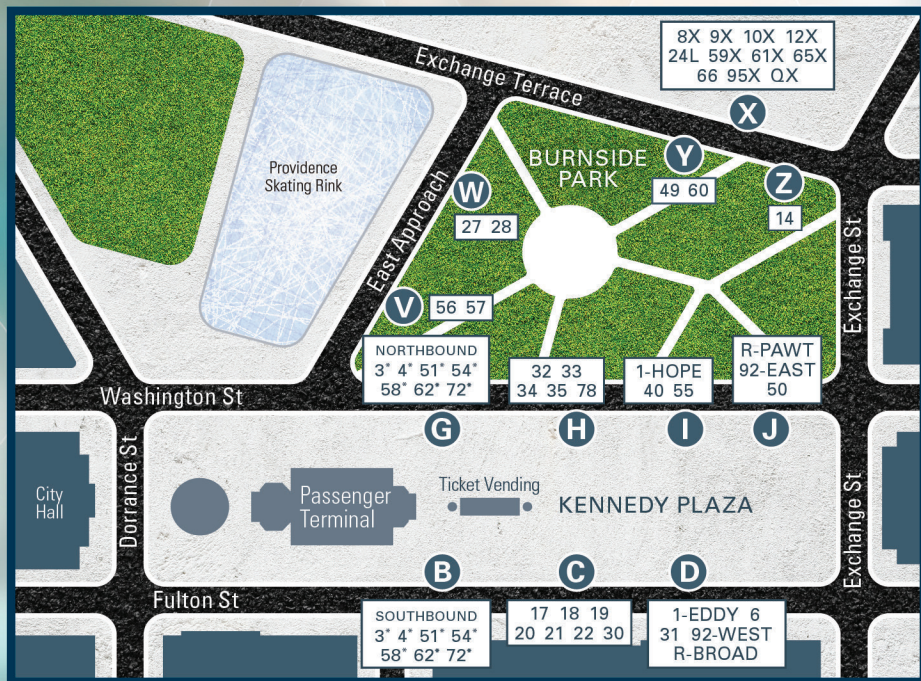 8X 9X 10X 12X
24L 59X 61X 65X
66 95X QX
X
Exchange Terrace
Providence
Skating Rink
East Approach
BURNSIDE
PARK
Y
49 60
Z
14
W
27 28
V
56 57
Exchange St
NORTHBOUND
3* 4* 51* 54*
58* 62* 72*
32 33
34 35 78
1-HOPE
40 55
R-PAWT
92-EAST
50
Washington St
G
H
I
J
Dorrance St
City
Hall
Passenger
Terminal
Ticket Vending
KENNEDY PLAZA
Exchange St
B
C
D
Fulton St
SOUTHBOUND
3* 4* 51* 54*
58* 62* 72*
17 18 19
20 21 22 30
1-EDDY 6
31 92-WEST
R-BROAD